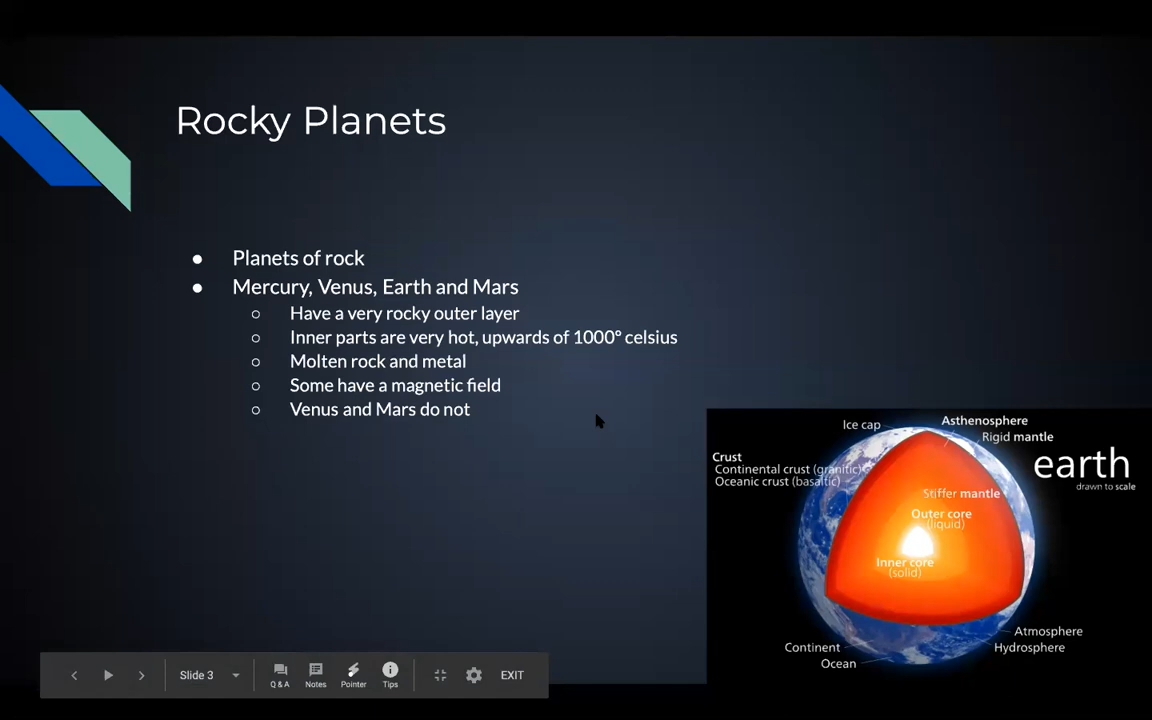 Rocky Planets
● Planets of rock
● Mercury, Venus, Earth and Mars
○ Have a very rocky outer layer
○ Inner parts are very hot, upwards of 1000° celsius
○ Molten rock and metal
○ Some have a magnetic field
○ Venus and Mars do not
Ice cap
Asthenosphere
Rigid mantle
Crust
Continental crust (granitic)
Oceanic crust (basaltic)
earth
drawn to scale
Stiffer mantle
Outer core
(liquid)
Inner core
(solid)
Atmosphere
Hydrosphere
Continent
Ocean
Slide 3
Q & A
Notes
Pointer
Tips
EXIT